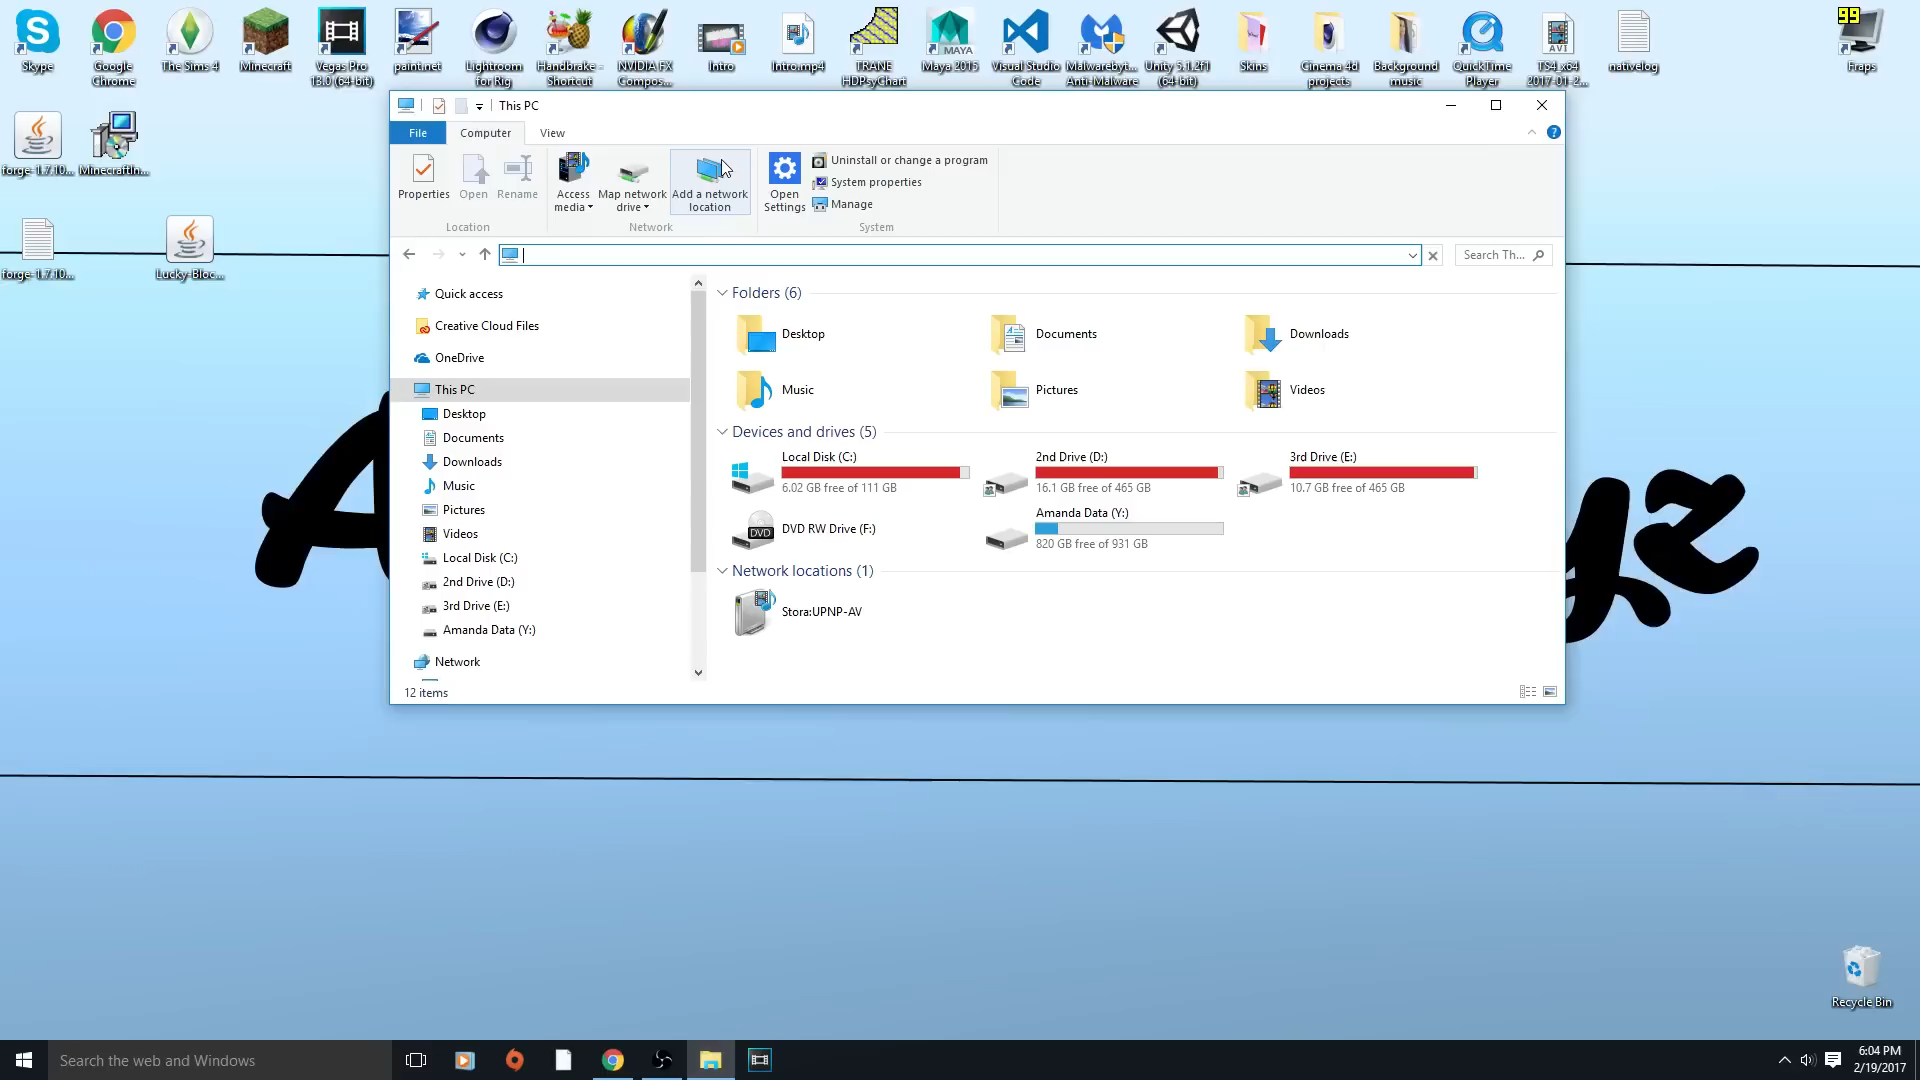 Skype
Google Chrome
The Sims 4
Minecraft
Vegas Pro 13.0 (64-bit)
paint.net
Lightroom for Rig
Handbrake - Shortcut
NVIDIA FX Compos...
Intro
Intro.mp4
TRANE HDPsyChart
MAYA
Maya 2015
Visual Studio Code
Malwarebyt... Anti-Malware
Unity 5.1.2f1 (64-bit)
Skins
Cinema 4d projects
Background music
QuickTime Player
AVI
TS4_x64 2017-01-2...
nativelog
99
Fraps
forge-1.7.10...
MinecraftIn...
forge-1.7.10...
Lucky-Bloc...
This PC
File
Computer
View
Properties
Open
Rename
Access media
Map network drive
Add a network location
Open Settings
Uninstall or change a program
System properties
Manage
Location
Network
System
Search Th...
Quick access
Creative Cloud Files
OneDrive
This PC
Desktop
Documents
Downloads
Music
Pictures
Videos
Local Disk (C:)
2nd Drive (D:)
3rd Drive (E:)
Amanda Data (Y:)
Network
Folders (6)
Desktop
Documents
Downloads
Music
Pictures
Videos
Devices and drives (5)
Local Disk (C:)
6.02 GB free of 111 GB
2nd Drive (D:)
16.1 GB free of 465 GB
3rd Drive (E:)
10.7 GB free of 465 GB
DVD
DVD RW Drive (F:)
Amanda Data (Y:)
820 GB free of 931 GB
Network locations (1)
Stora:UPNP-AV
12 items
Recycle Bin
Search the web and Windows
6:04 PM
2/19/2017